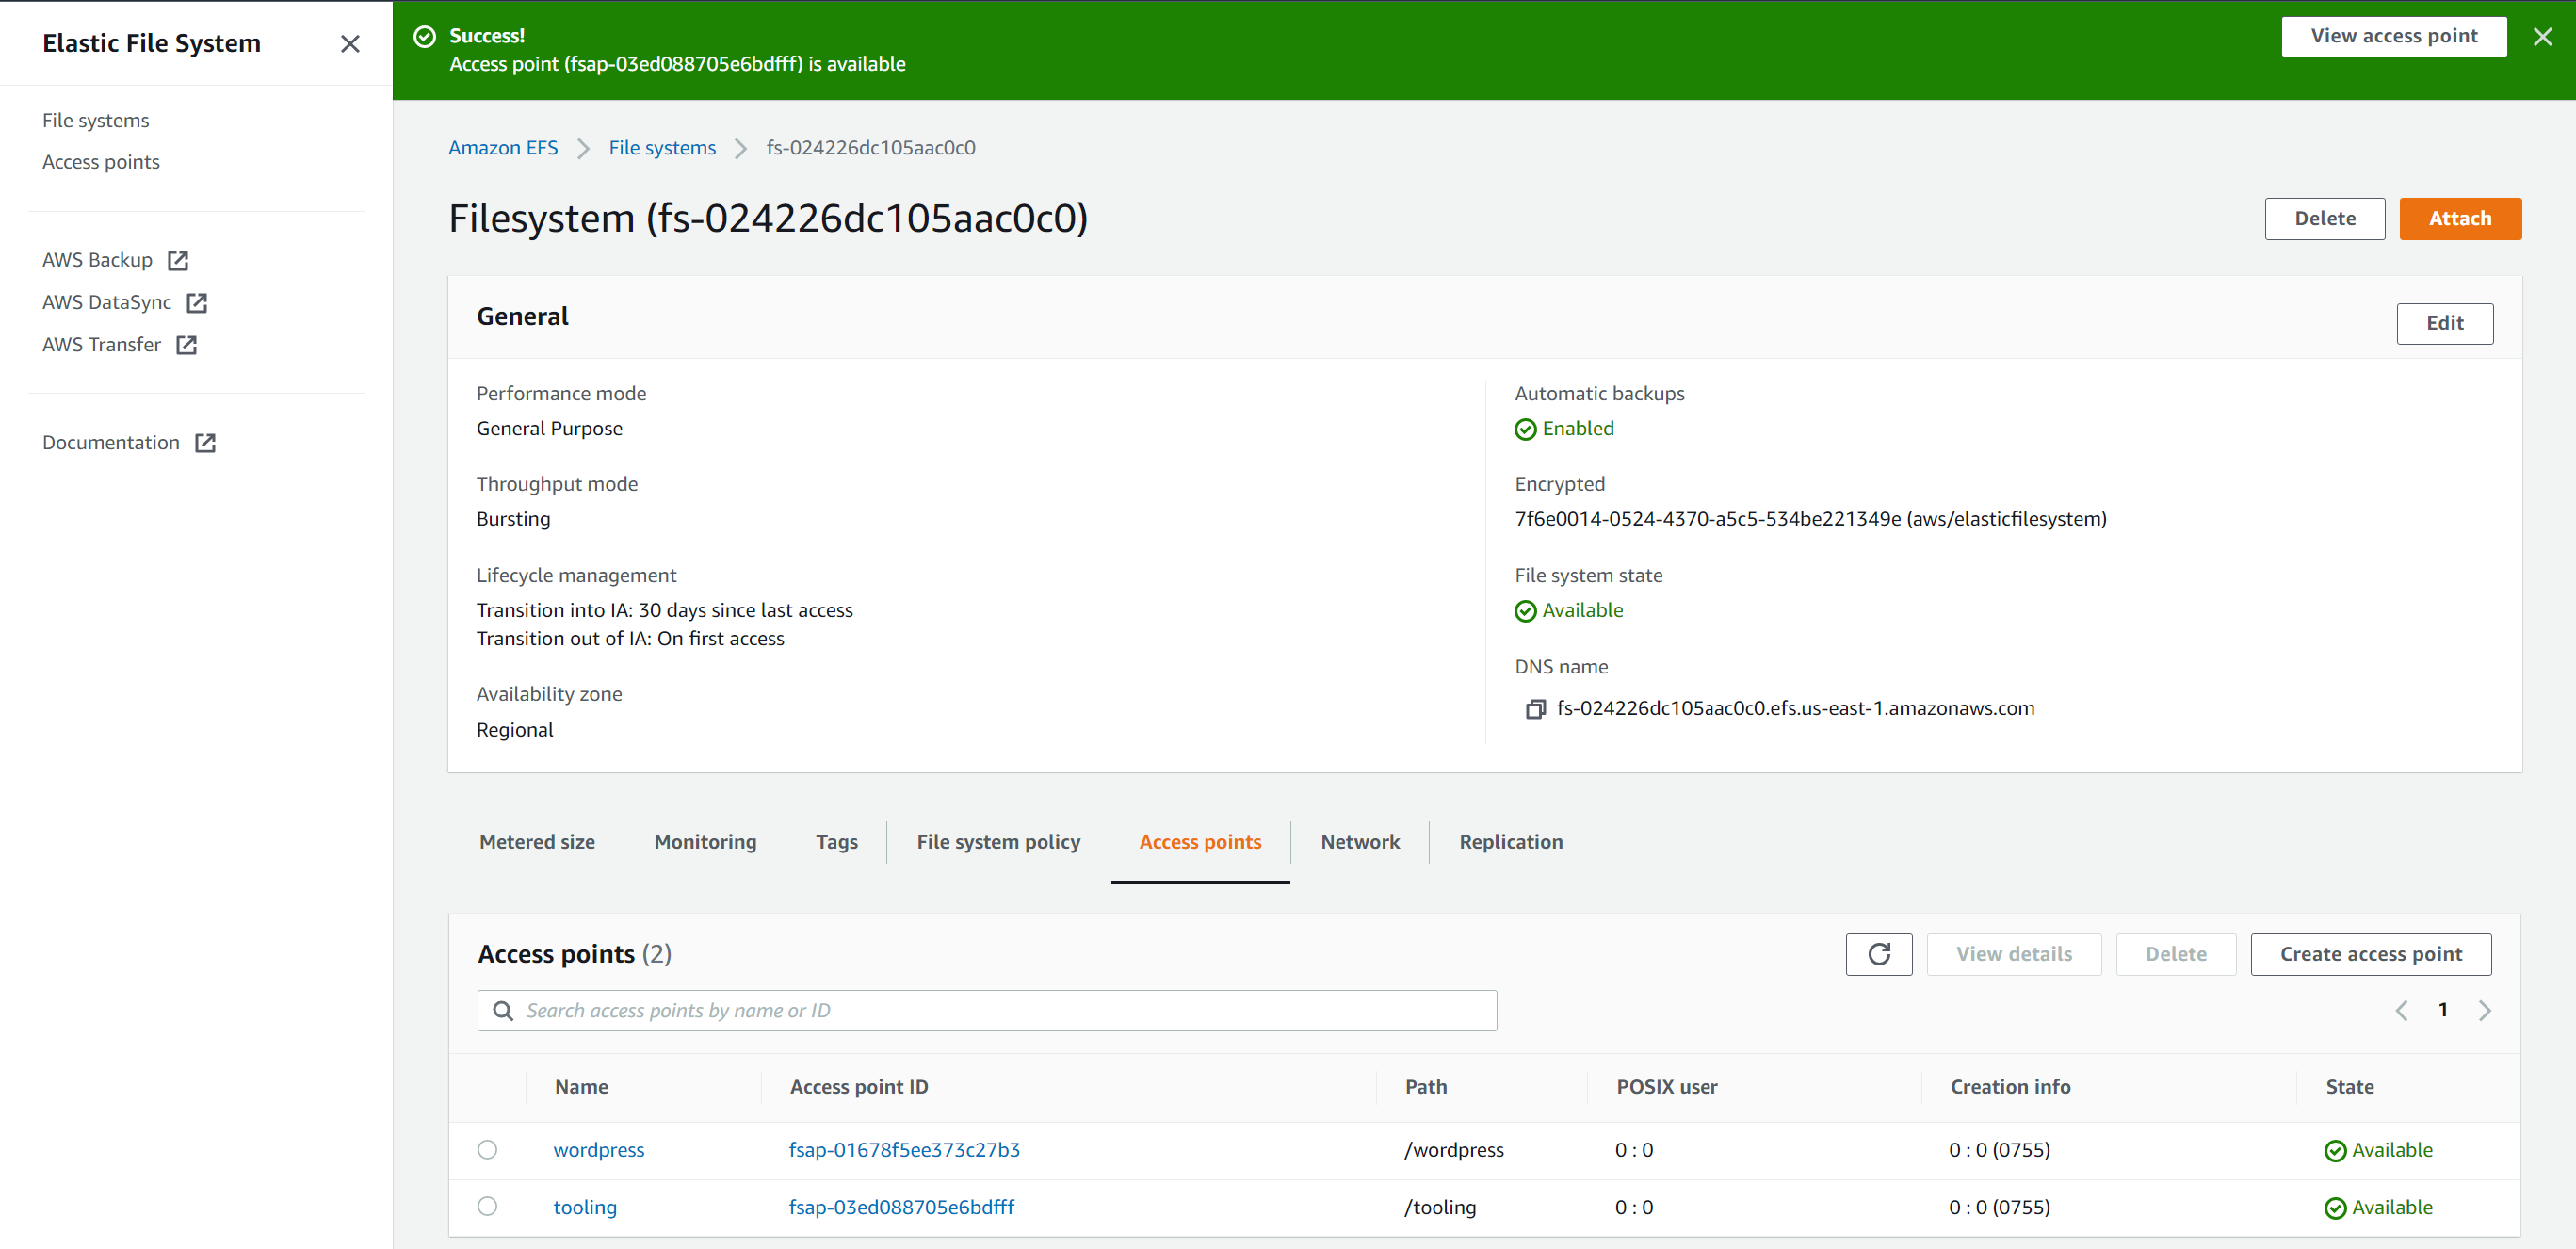 Elastic File System
File systems
Access points
AWS Backup
AWS DataSync
AWS Transfer
Documentation
Success!
Access point (fsap-03ed088705e6bdfff) is available
View access point
Amazon EFS
File systems
fs-024226dc105aac0c0
Filesystem (fs-024226dc105aac0c0)
Delete
Attach
General
Edit
Performance mode
General Purpose
Throughput mode
Bursting
Lifecycle management
Transition into IA: 30 days since last access
Transition out of IA: On first access
Availability zone
Regional
Automatic backups
Enabled
Encrypted
7f6e0014-0524-4370-a5c5-534be221349e (aws/elasticfilesystem)
File system state
Available
DNS name
fs-024226dc105aac0c0.efs.us-east-1.amazonaws.com
Metered size
Monitoring
Tags
File system policy
Access points
Network
Replication
Access points (2)
View details
Delete
Create access point
Search access points by name or ID
1
Name Access point ID Path POSIX user Creation info State
wordpress fsap-01678f5ee373c27b3 /wordpress 0 : 0 0 : 0 (0755) Available
tooling fsap-03ed088705e6bdfff /tooling 0 : 0 0 : 0 (0755) Available